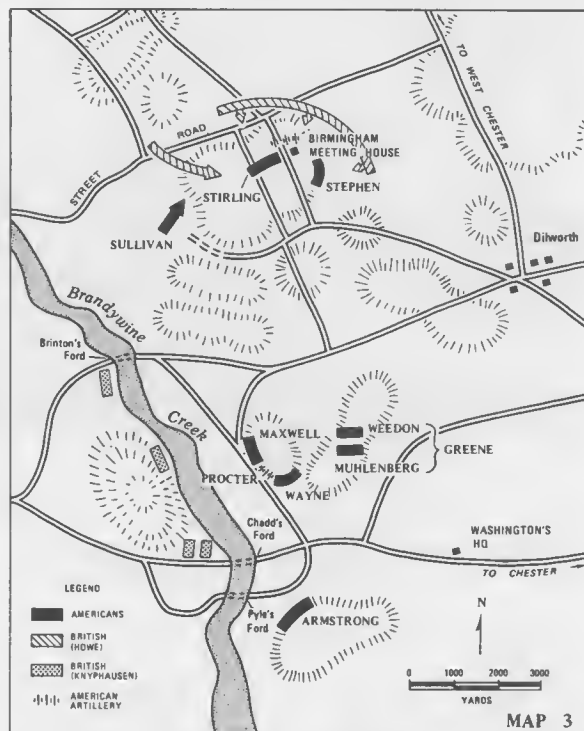 TO WEST CHESTER
STREET
ROAD
BIRMINGHAM
MEETING HOUSE
STIRLING
STEPHEN
SULLIVAN
Dilworth
Brandywine
Creek
Brinton's
Ford
MAXWELL
WEEDON
MUHLENBERG
GREENE
PROCTER
WAYNE
Chadd's
Ford
WASHINGTON'S
HQ
TO CHESTER
Pyle's
Ford
ARMSTRONG
LEGEND
AMERICANS
BRITISH
(HOWE)
BRITISH
(KNYPHAUSEN)
AMERICAN
ARTILLERY
N
0 1000 2000 3000
YARDS
MAP 3